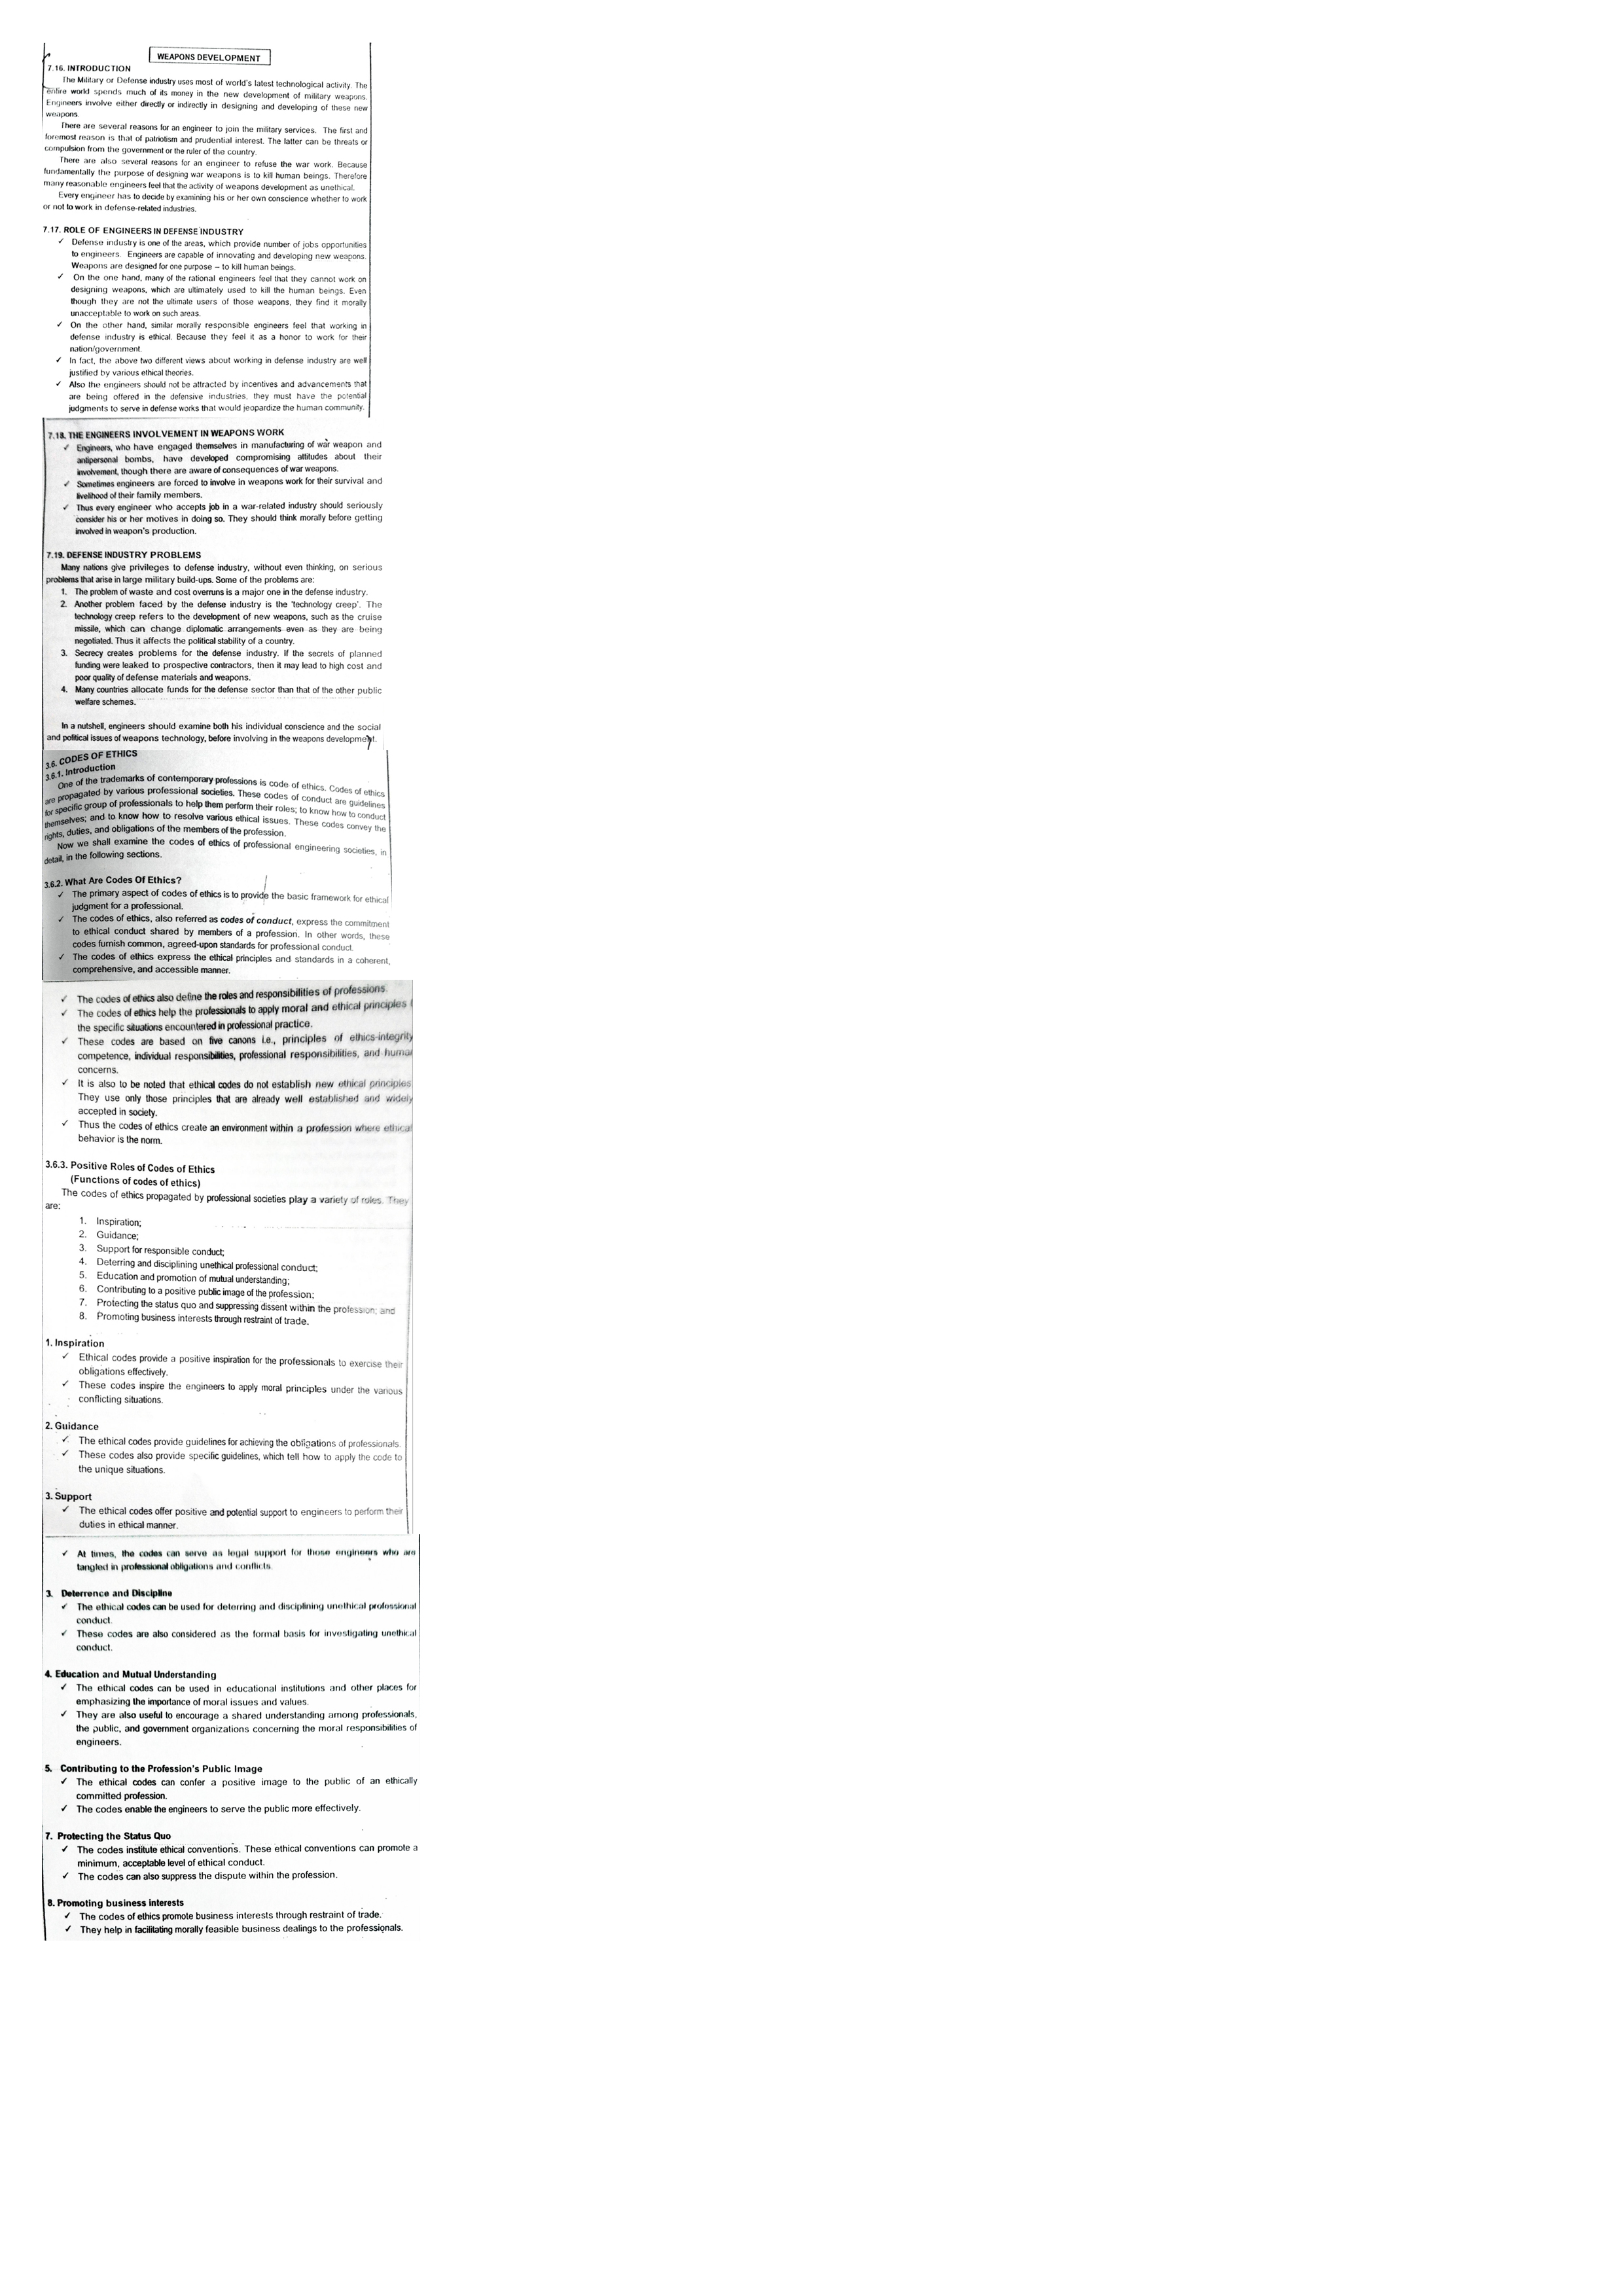 WEAPONS DEVELOPMENT
7.16. INTRODUCTION
The Military or Defense industry uses most of world's latest technological activity. The
entire world spends much of its money in the new development of military weapons.
Engineers involve either directly or indirectly in designing and developing of these new
weapons.
There are several reasons for an engineer to join the military services. The first and
foremost reason is that of patriotism and prudential interest. The latter can be threats or
compulsion from the government or the ruler of the country.
There are also several reasons for an engineer to refuse the war work. Because
fundamentally the purpose of designing war weapons is to kill human beings. Therefore
many reasonable engineers feel that the activity of weapons development as unethical.
Every engineer has to decide by examining his or her own conscience whether to work
or not to work in defense-related industries.
7.17. ROLE OF ENGINEERS IN DEFENSE INDUSTRY
✓ Defense industry is one of the areas, which provide number of jobs opportunities
to engineers. Engineers are capable of innovating and developing new weapons.
Weapons are designed for one purpose – to kill human beings.
✓ On the one hand, many of the rational engineers feel that they cannot work on
designing weapons, which are ultimately used to kill the human beings. Even
though they are not the ultimate users of those weapons, they find it morally
unacceptable to work on such areas.
✓ On the other hand, similar morally responsible engineers feel that working in
defense industry is ethical. Because they feel it as a honor to work for their
nation/government.
✓ In fact, the above two different views about working in defense industry are well
justified by various ethical theories.
✓ Also the engineers should not be attracted by incentives and advancements that
are being offered in the defensive industries, they must have the potential
judgments to serve in defense works that would jeopardize the human community.
7.18. THE ENGINEERS INVOLVEMENT IN WEAPONS WORK
✓ Engineers, who have engaged themselves in manufacturing of war weapon and
antipersonal bombs, have developed compromising attitudes about their
involvement, though there are aware of consequences of war weapons.
✓ Sometimes engineers are forced to involve in weapons work for their survival and
livelihood of their family members.
✓ Thus every engineer who accepts job in a war-related industry should seriously
consider his or her motives in doing so. They should think morally before getting
involved in weapon's production.
7.19. DEFENSE INDUSTRY PROBLEMS
Many nations give privileges to defense industry, without even thinking, on serious
problems that arise in large military build-ups. Some of the problems are:
1. The problem of waste and cost overruns is a major one in the defense industry.
2. Another problem faced by the defense industry is the 'technology creep'. The
technology creep refers to the development of new weapons, such as the cruise
missile, which can change diplomatic arrangements even as they are being
negotiated. Thus it affects the political stability of a country.
3. Secrecy creates problems for the defense industry. If the secrets of planned
funding were leaked to prospective contractors, then it may lead to high cost and
poor quality of defense materials and weapons.
4. Many countries allocate funds for the defense sector than that of the other public
welfare schemes.
In a nutshell, engineers should examine both his individual conscience and the social
and political issues of weapons technology, before involving in the weapons development.
3.6. CODES OF ETHICS
3.6.1. Introduction
One of the trademarks of contemporary professions is code of ethics. Codes of ethics
are propagated by various professional societies. These codes of conduct are guidelines
for specific group of professionals to help them perform their roles; to know how to conduct
themselves; and to know how to resolve various ethical issues. These codes convey the
rights, duties, and obligations of the members of the profession.
Now we shall examine the codes of ethics of professional engineering societies, in
detail, in the following sections.
3.6.2. What Are Codes Of Ethics?
✓ The primary aspect of codes of ethics is to provide the basic framework for ethical
judgment for a professional.
✓ The codes of ethics, also referred as codes of conduct, express the commitment
to ethical conduct shared by members of a profession. In other words, these
codes furnish common, agreed-upon standards for professional conduct.
✓ The codes of ethics express the ethical principles and standards in a coherent,
comprehensive, and accessible manner.
✓ The codes of ethics also define the roles and responsibilities of professions.
✓ The codes of ethics help the professionals to apply moral and ethical principles
the specific situations encountered in professional practice.
✓ These codes are based on five canons i.e., principles of ethics-integrity
competence, individual responsibilities, professional responsibilities, and human
concerns.
✓ It is also to be noted that ethical codes do not establish new ethical principles
They use only those principles that are already well established and widely
accepted in society.
✓ Thus the codes of ethics create an environment within a profession where ethical
behavior is the norm.
3.6.3. Positive Roles of Codes of Ethics
(Functions of codes of ethics)
The codes of ethics propagated by professional societies play a variety of roles. They
are:
1. Inspiration;
2. Guidance;
3. Support for responsible conduct;
4. Deterring and disciplining unethical professional conduct;
5. Education and promotion of mutual understanding;
6. Contributing to a positive public image of the profession;
7. Protecting the status quo and suppressing dissent within the profession; and
8. Promoting business interests through restraint of trade.
1. Inspiration
✓ Ethical codes provide a positive inspiration for the professionals to exercise their
obligations effectively.
✓ These codes inspire the engineers to apply moral principles under the various
conflicting situations.
2. Guidance
✓ The ethical codes provide guidelines for achieving the obligations of professionals.
✓ These codes also provide specific guidelines, which tell how to apply the code to
the unique situations.
3. Support
✓ The ethical codes offer positive and potential support to engineers to perform their
duties in ethical manner.
✓ At times, the codes can serve as legal support for those engineers who are
tangled in professional obligations and conflicts.
3. Deterrence and Discipline
✓ The ethical codes can be used for deterring and disciplining unethical professional
conduct.
✓ These codes are also considered as the formal basis for investigating unethical
conduct.
4. Education and Mutual Understanding
✓ The ethical codes can be used in educational institutions and other places for
emphasizing the importance of moral issues and values.
✓ They are also useful to encourage a shared understanding among professionals,
the public, and government organizations concerning the moral responsibilities of
engineers.
5. Contributing to the Profession's Public Image
✓ The ethical codes can confer a positive image to the public of an ethically
committed profession.
✓ The codes enable the engineers to serve the public more effectively.
7. Protecting the Status Quo
✓ The codes institute ethical conventions. These ethical conventions can promote a
minimum, acceptable level of ethical conduct.
✓ The codes can also suppress the dispute within the profession.
8. Promoting business interests
✓ The codes of ethics promote business interests through restraint of trade.
✓ They help in facilitating morally feasible business dealings to the professionals.